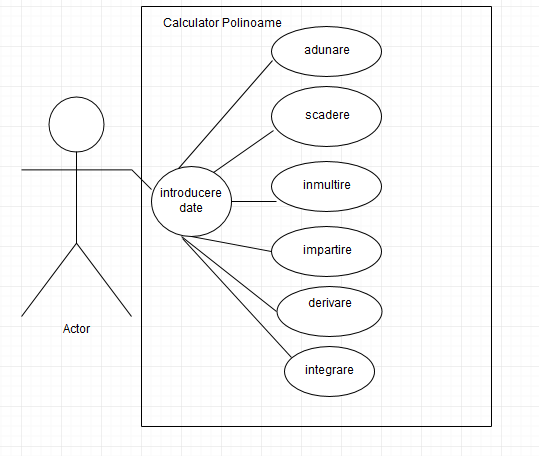 Calculator Polinoame
adunare
scadere
inmultire
introducere
date
impartire
derivare
Actor
integrare